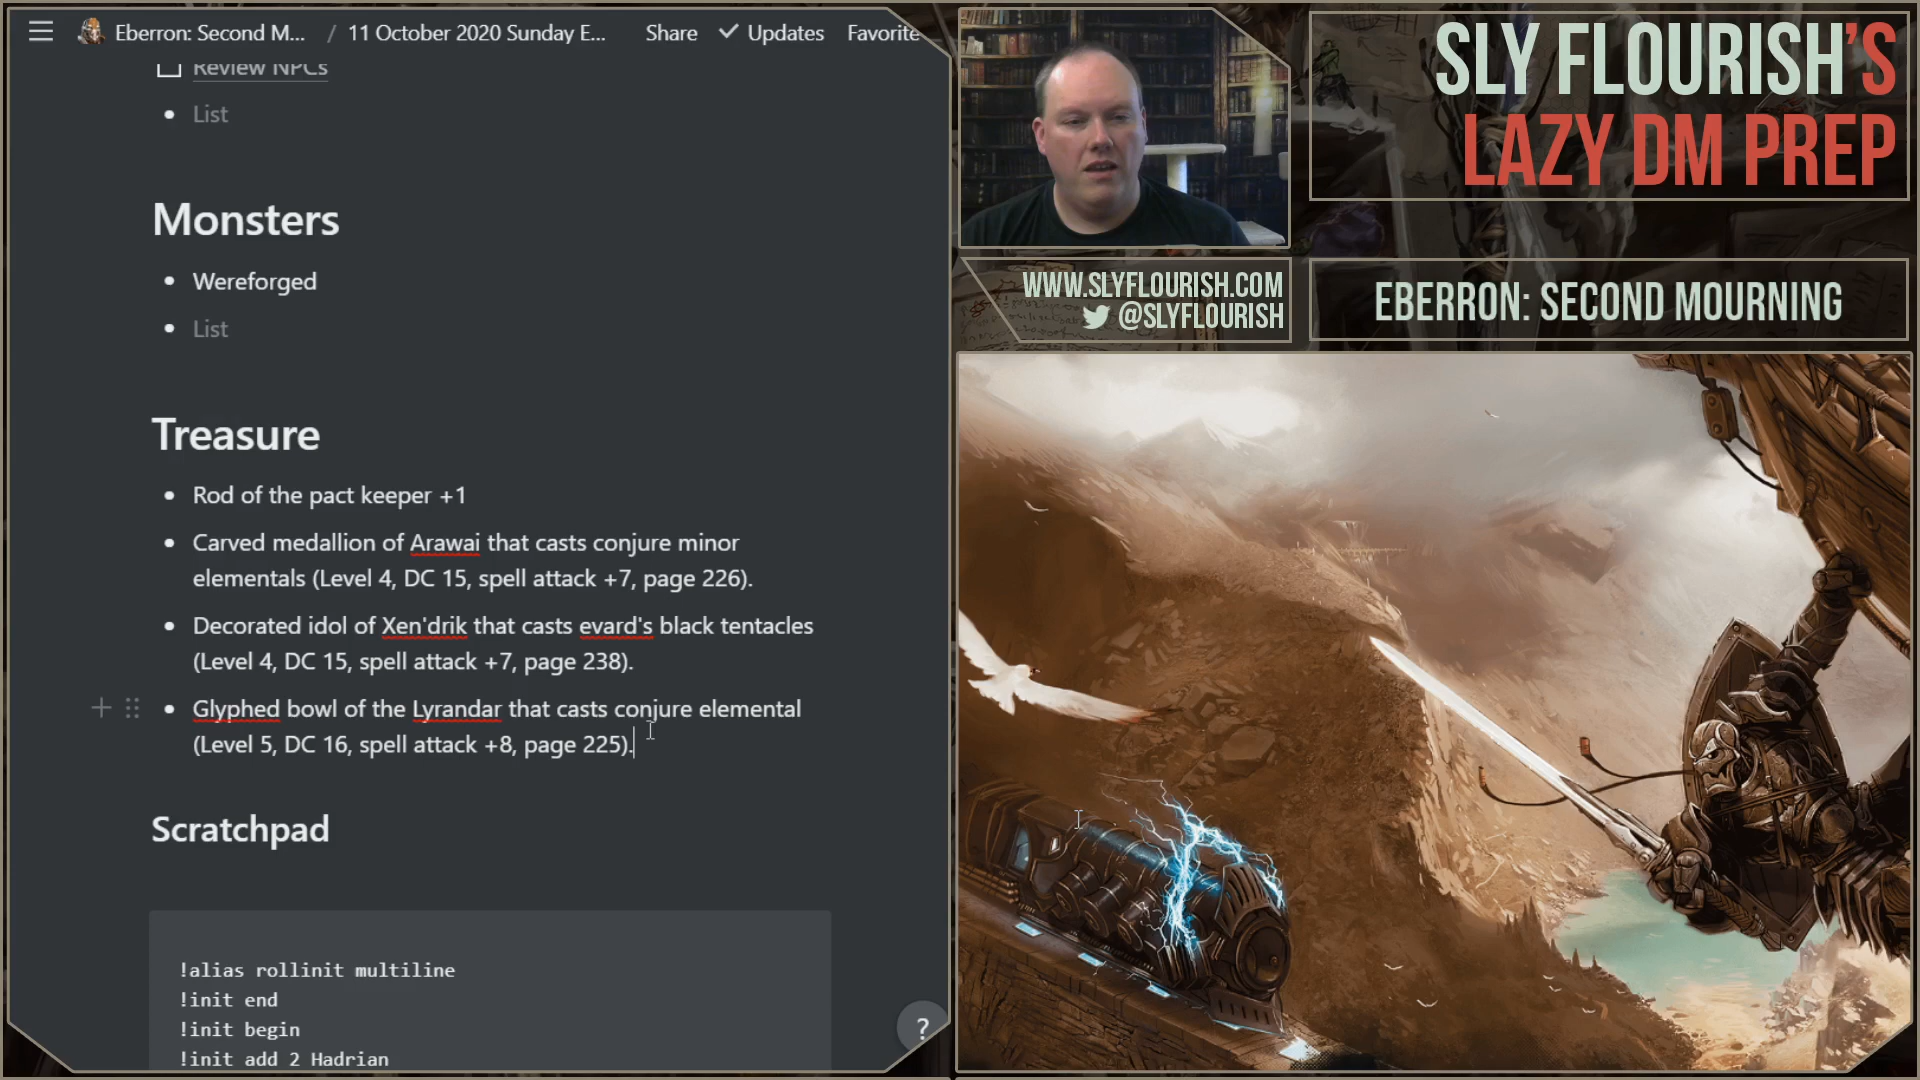 Eberron: Second M... / 11 October 2020 Sunday E... Share Updates Favorite
Review NPCs
List
Monsters
Wereforged
List
Treasure
Rod of the pact keeper +1
Carved medallion of Arawai that casts conjure minor
elementals (Level 4, DC 15, spell attack +7, page 226).
Decorated idol of Xen'drik that casts evard's black tentacles
(Level 4, DC 15, spell attack +7, page 238).
Glyphed bowl of the Lyrandar that casts conjure elemental
(Level 5, DC 16, spell attack +8, page 225).
Scratchpad
!alias rollinit multiline
!init end
!init begin
!init add 2 Hadrian
?
SLY FLOURISH'S
LAZY DM PREP
WWW.SLYFLOURISH.COM
@SLYFLOURISH
EBERRON: SECOND MOURNING